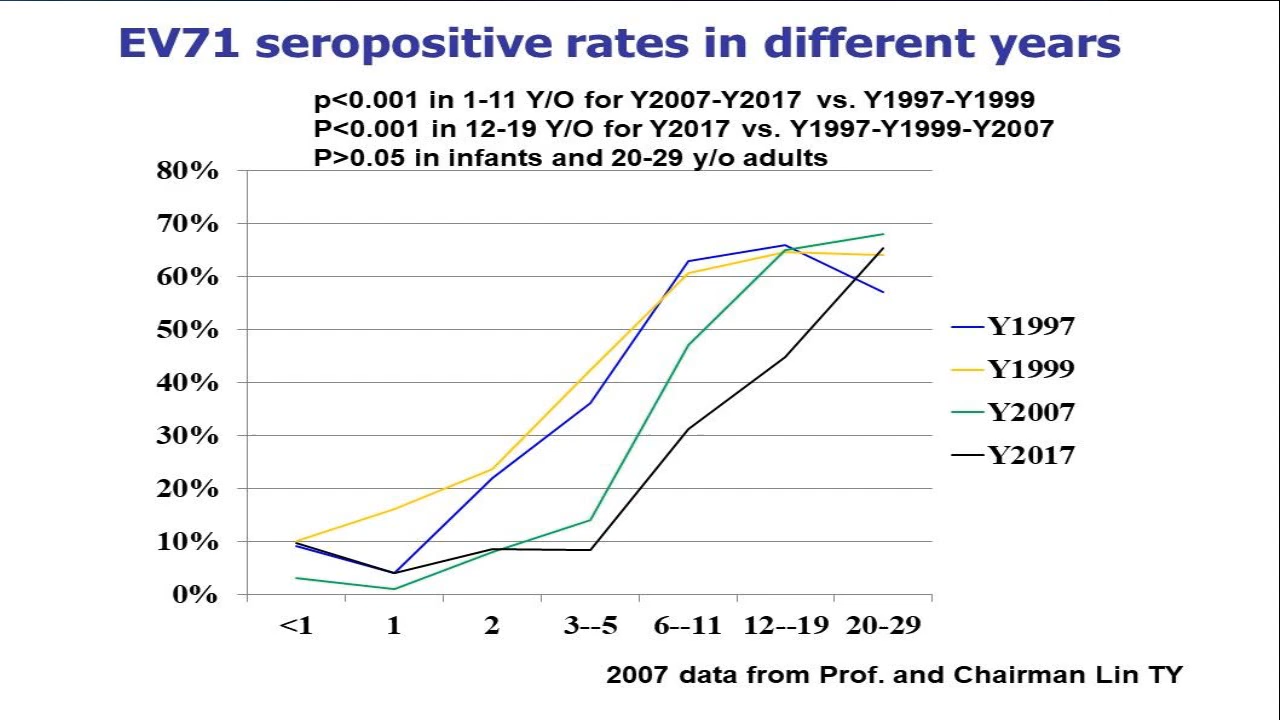 EV71 seropositive rates in different years
p<0.001 in 1-11 Y/O for Y2007-Y2017 vs. Y1997-Y1999
P<0.001 in 12-19 Y/O for Y2017 vs. Y1997-Y1999-Y2007
P>0.05 in infants and 20-29 y/o adults
80%
70%
60%
50%
40%
30%
20%
10%
0%
<1 1 2 3--5 6--11 12--19 20-29
Y1997
Y1999
Y2007
Y2017
2007 data from Prof. and Chairman Lin TY